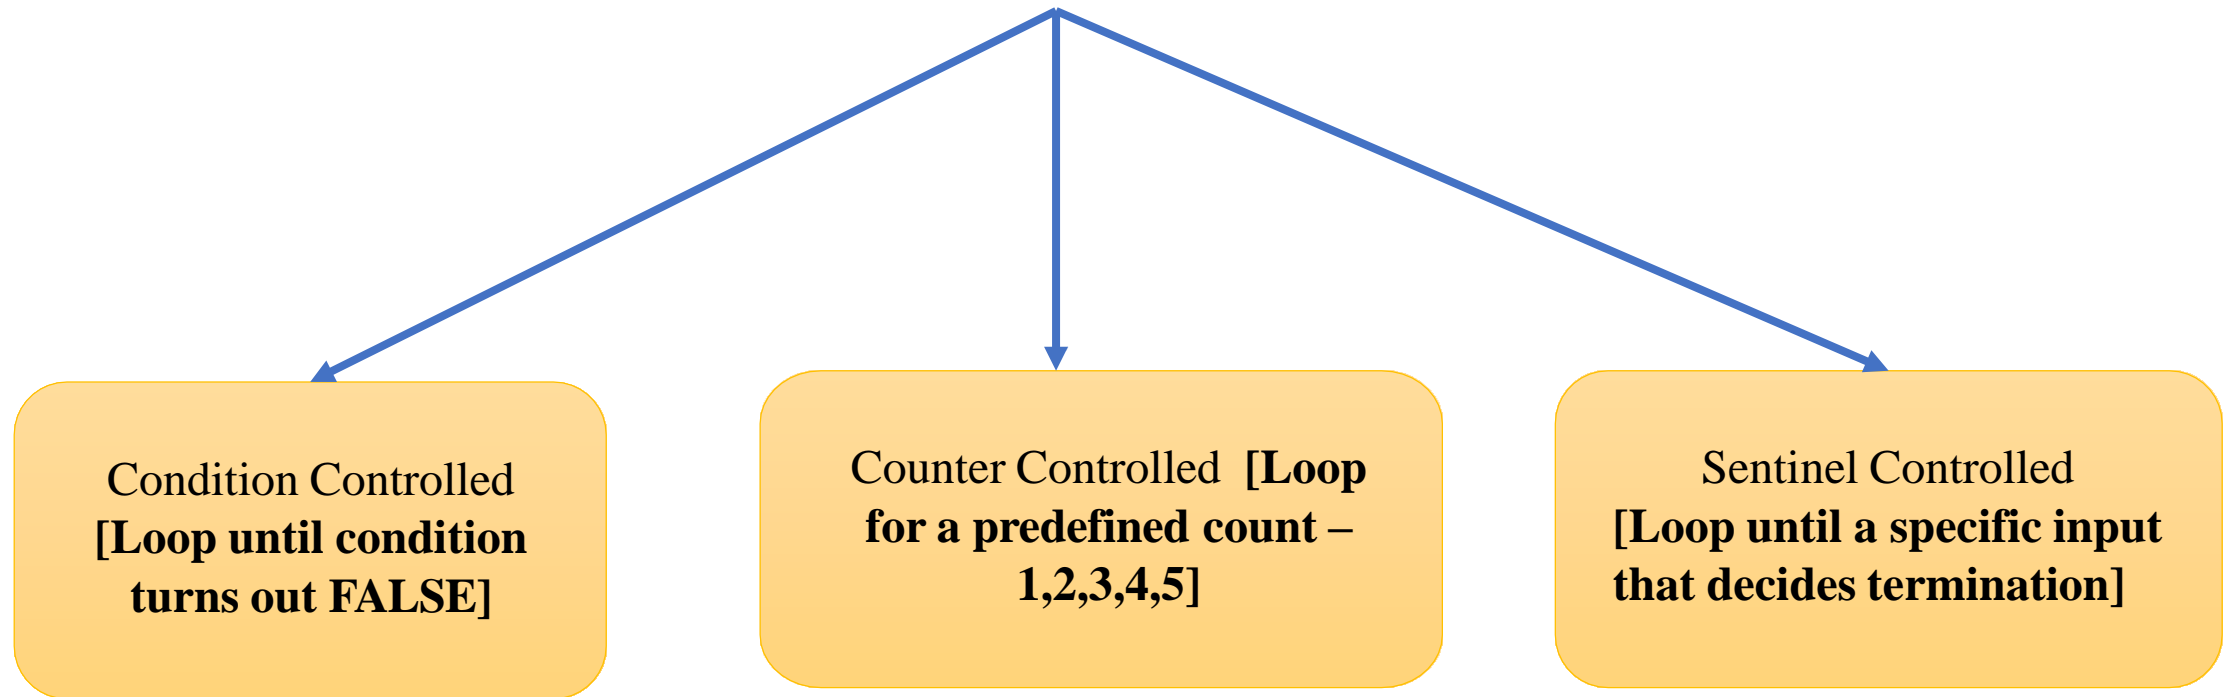 Condition Controlled
[Loop until condition
turns out FALSE]
Counter Controlled [Loop
for a predefined count –
1,2,3,4,5]
Sentinel Controlled
[Loop until a specific input
that decides termination]